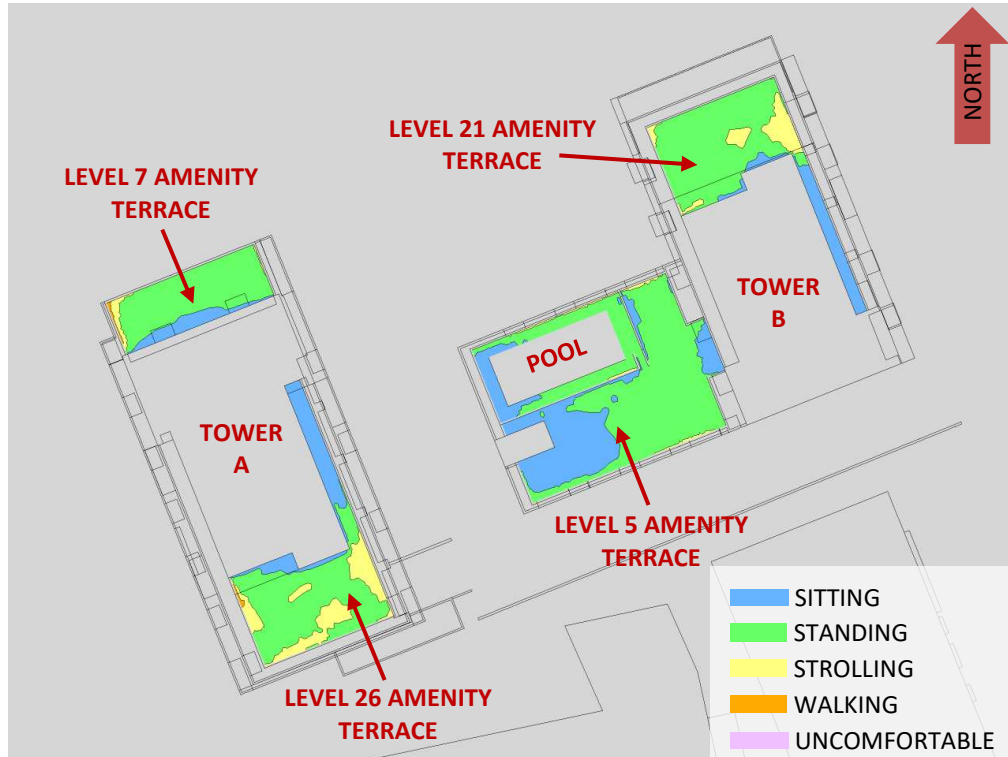 NORTH
LEVEL 21 AMENITY
TERRACE
LEVEL 7 AMENITY
TERRACE
TOWER
B
POOL
TOWER
A
LEVEL 5 AMENITY
TERRACE
LEVEL 26 AMENITY
TERRACE
SITTING
STANDING
STROLLING
WALKING
UNCOMFORTABLE